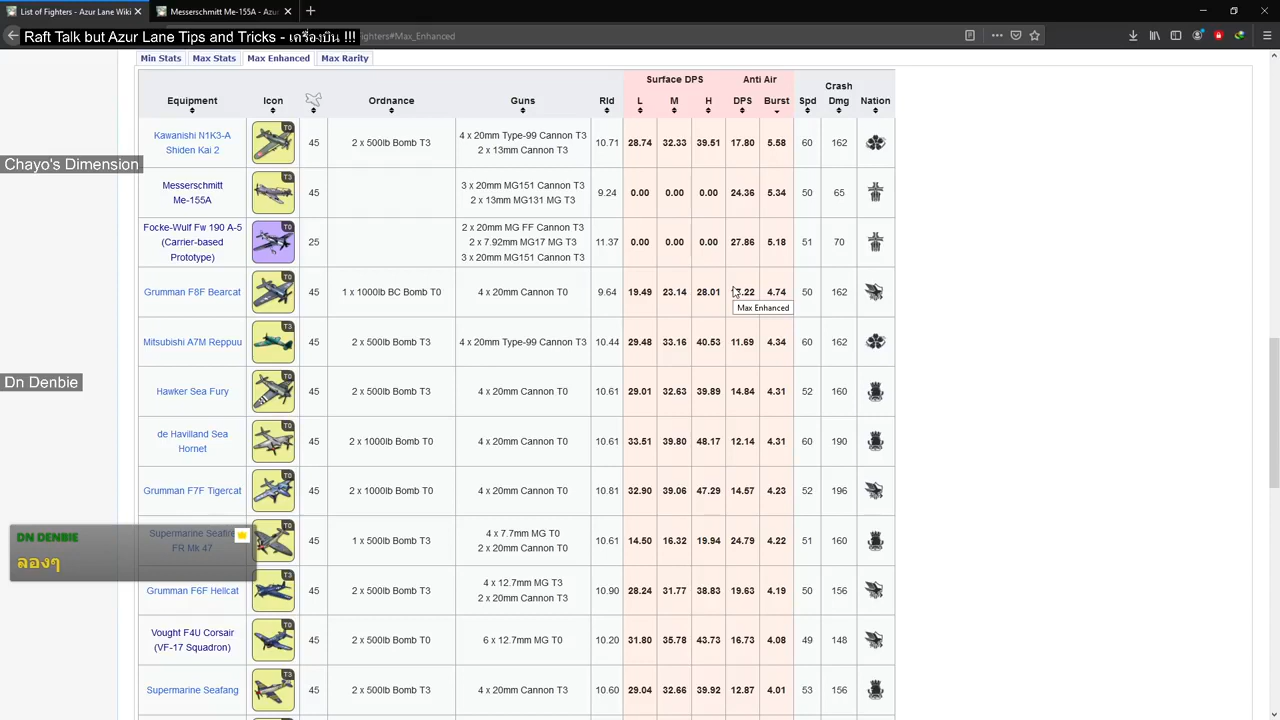 List of Fighters - Azur Lane Wiki
Messerschmitt Me-155A - Azur L
Raft Talk but Azur Lane Tips and Tricks - เครื่องบิน !!!
ghters#Max_Enhanced
Min Stats Max Stats Max Enhanced Max Rarity
Surface DPS Anti Air
Equipment Icon Ordnance Guns Rld L M H DPS Burst Spd Crash Dmg Nation
Kawanishi N1K3-A Shiden Kai 2 T0 45 2 x 500lb Bomb T3 4 x 20mm Type-99 Cannon T3 2 x 13mm Cannon T3 10.71 28.74 32.33 39.51 17.80 5.58 60 162
Chayo's Dimension
Messerschmitt Me-155A T3 45 3 x 20mm MG151 Cannon T3 2 x 13mm MG131 MG T3 9.24 0.00 0.00 0.00 24.36 5.34 50 65
Focke-Wulf Fw 190 A-5 (Carrier-based Prototype) T0 25 2 x 20mm MG FF Cannon T3 2 x 7.92mm MG17 MG T3 3 x 20mm MG151 Cannon T3 11.37 0.00 0.00 0.00 27.86 5.18 51 70
Grumman F8F Bearcat T0 45 1 x 1000lb BC Bomb T0 4 x 20mm Cannon T0 9.64 19.49 23.14 28.01 .22 4.74 50 162
Max Enhanced
Mitsubishi A7M Reppuu T3 45 2 x 500lb Bomb T3 4 x 20mm Type-99 Cannon T3 10.44 29.48 33.16 40.53 11.69 4.34 60 162
Dn Denbie
Hawker Sea Fury T0 45 2 x 500lb Bomb T3 4 x 20mm Cannon T0 10.61 29.01 32.63 39.89 14.84 4.31 52 160
de Havilland Sea Hornet T0 45 2 x 1000lb Bomb T0 4 x 20mm Cannon T0 10.61 33.51 39.80 48.17 12.14 4.31 60 190
Grumman F7F Tigercat T0 45 2 x 1000lb Bomb T0 4 x 20mm Cannon T0 10.81 32.90 39.06 47.29 14.57 4.23 52 196
Supermarine Seafire FR Mk 47 T0 45 1 x 500lb Bomb T3 4 x 7.7mm MG T0 2 x 20mm Cannon T0 10.61 14.50 16.32 19.94 24.79 4.22 51 160
DN DENBIE
ลองๆ
Grumman F6F Hellcat T3 45 2 x 500lb Bomb T3 4 x 12.7mm MG T3 2 x 20mm Cannon T3 10.90 28.24 31.77 38.83 19.63 4.19 50 156
Vought F4U Corsair (VF-17 Squadron) T0 45 2 x 500lb Bomb T0 6 x 12.7mm MG T0 10.20 31.80 35.78 43.73 16.73 4.08 49 148
Supermarine Seafang T3 45 2 x 500lb Bomb T3 4 x 20mm Cannon T3 10.60 29.04 32.66 39.92 12.87 4.01 53 156